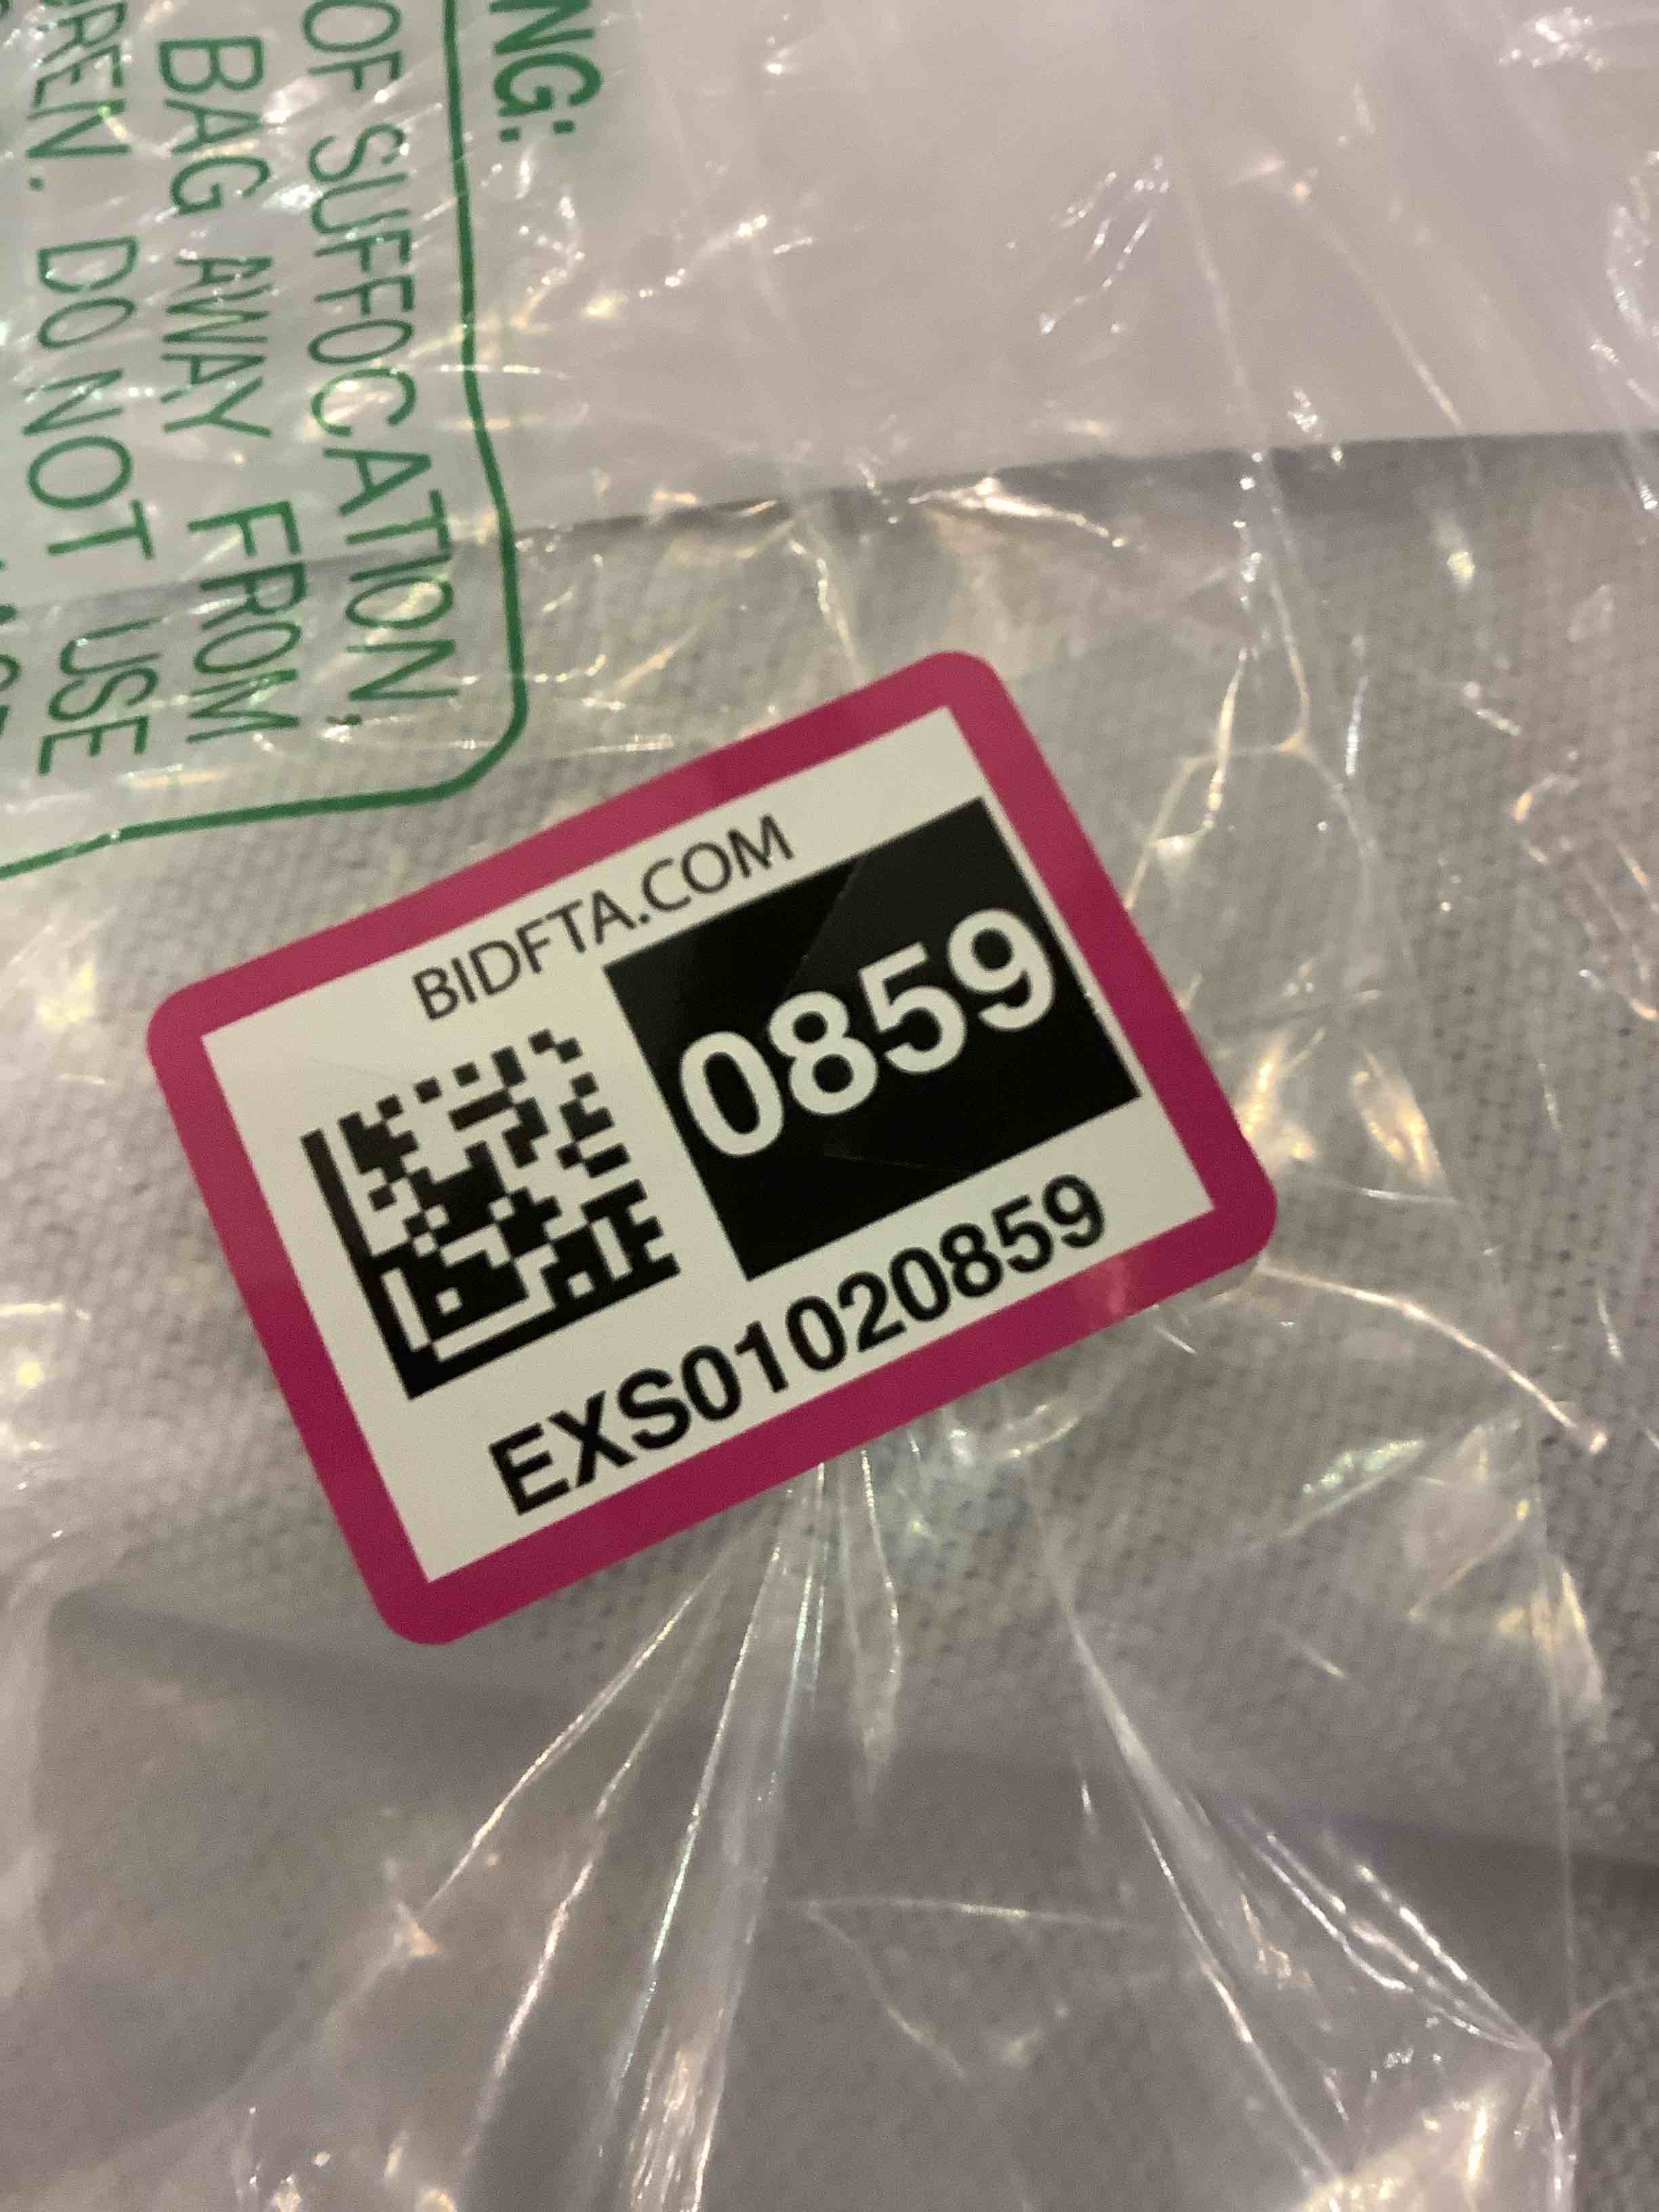 NG:
OF SUFFOCATION,
BAG AWAY FROM
REN. DO NOT USE
BIDFTA.COM
0859
EXS01020859